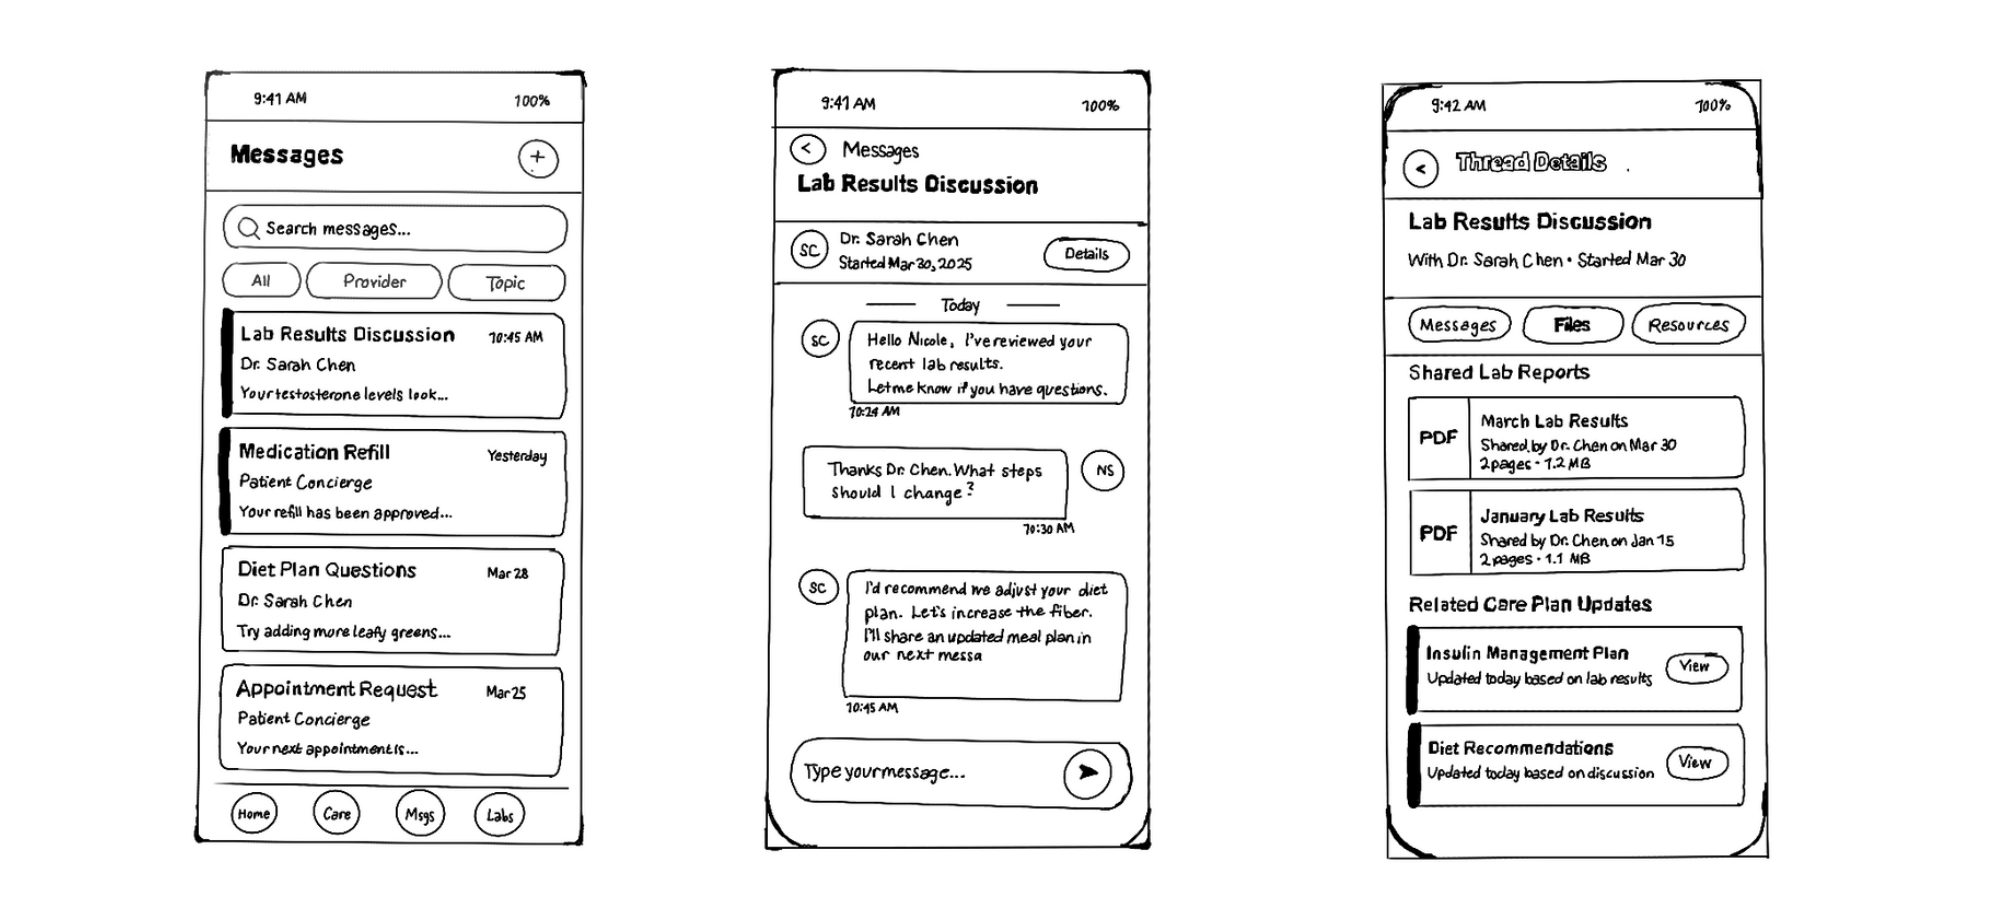 9:41 AM 100%
Messages +
Search messages...
All Provider Topic
Lab Results Discussion 10:45 AM
Dr. Sarah Chen
Your testosterone levels look...
Medication Refill Yesterday
Patient Concierge
Your refill has been approved...
Diet Plan Questions Mar 28
Dr. Sarah Chen
Try adding more leafy greens...
Appointment Request Mar 25
Patient Concierge
Your next appointment is...
Home Care Msgs Labs
9:41 AM 100%
< Messages
Lab Results Discussion
SC Dr. Sarah Chen
Started Mar 30, 2025
Details
Today
SC Hello Nicole, I've reviewed your
recent lab results.
Let me know if you have questions.
10:24 AM
Thanks Dr. Chen. What steps
should I change?
NS
10:30 AM
SC I'd recommend we adjust your diet
plan. Let's increase the fiber.
I'll share an updated meal plan in
our next messa
10:45 AM
Type your message...
9:42 AM 100%
< Thread Details .
Lab Results Discussion
With Dr. Sarah Chen • Started Mar 30
Messages Files Resources
Shared Lab Reports
PDF March Lab Results
Shared by Dr. Chen on Mar 30
2 pages • 1.2 MB
PDF January Lab Results
Shared by Dr. Chen on Jan 15
2 pages • 1.1 MB
Related Care Plan Updates
Insulin Management Plan
Updated today based on lab results
View
Diet Recommendations
Updated today based on discussion
View